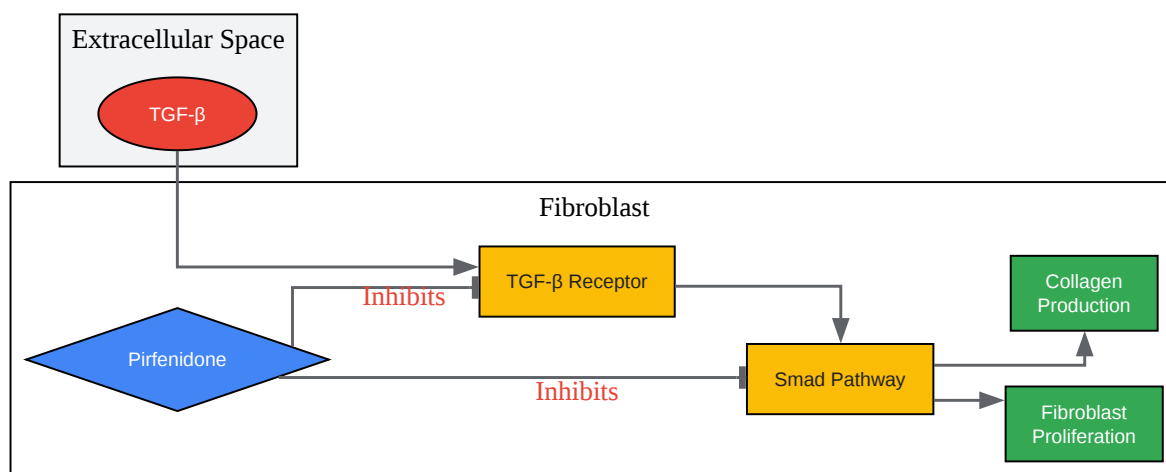 Extracellular Space
TGF-β
Fibroblast
TGF-β Receptor
Inhibits
Pirfenidone
Collagen
Production
Smad Pathway
Inhibits
Fibroblast
Proliferation